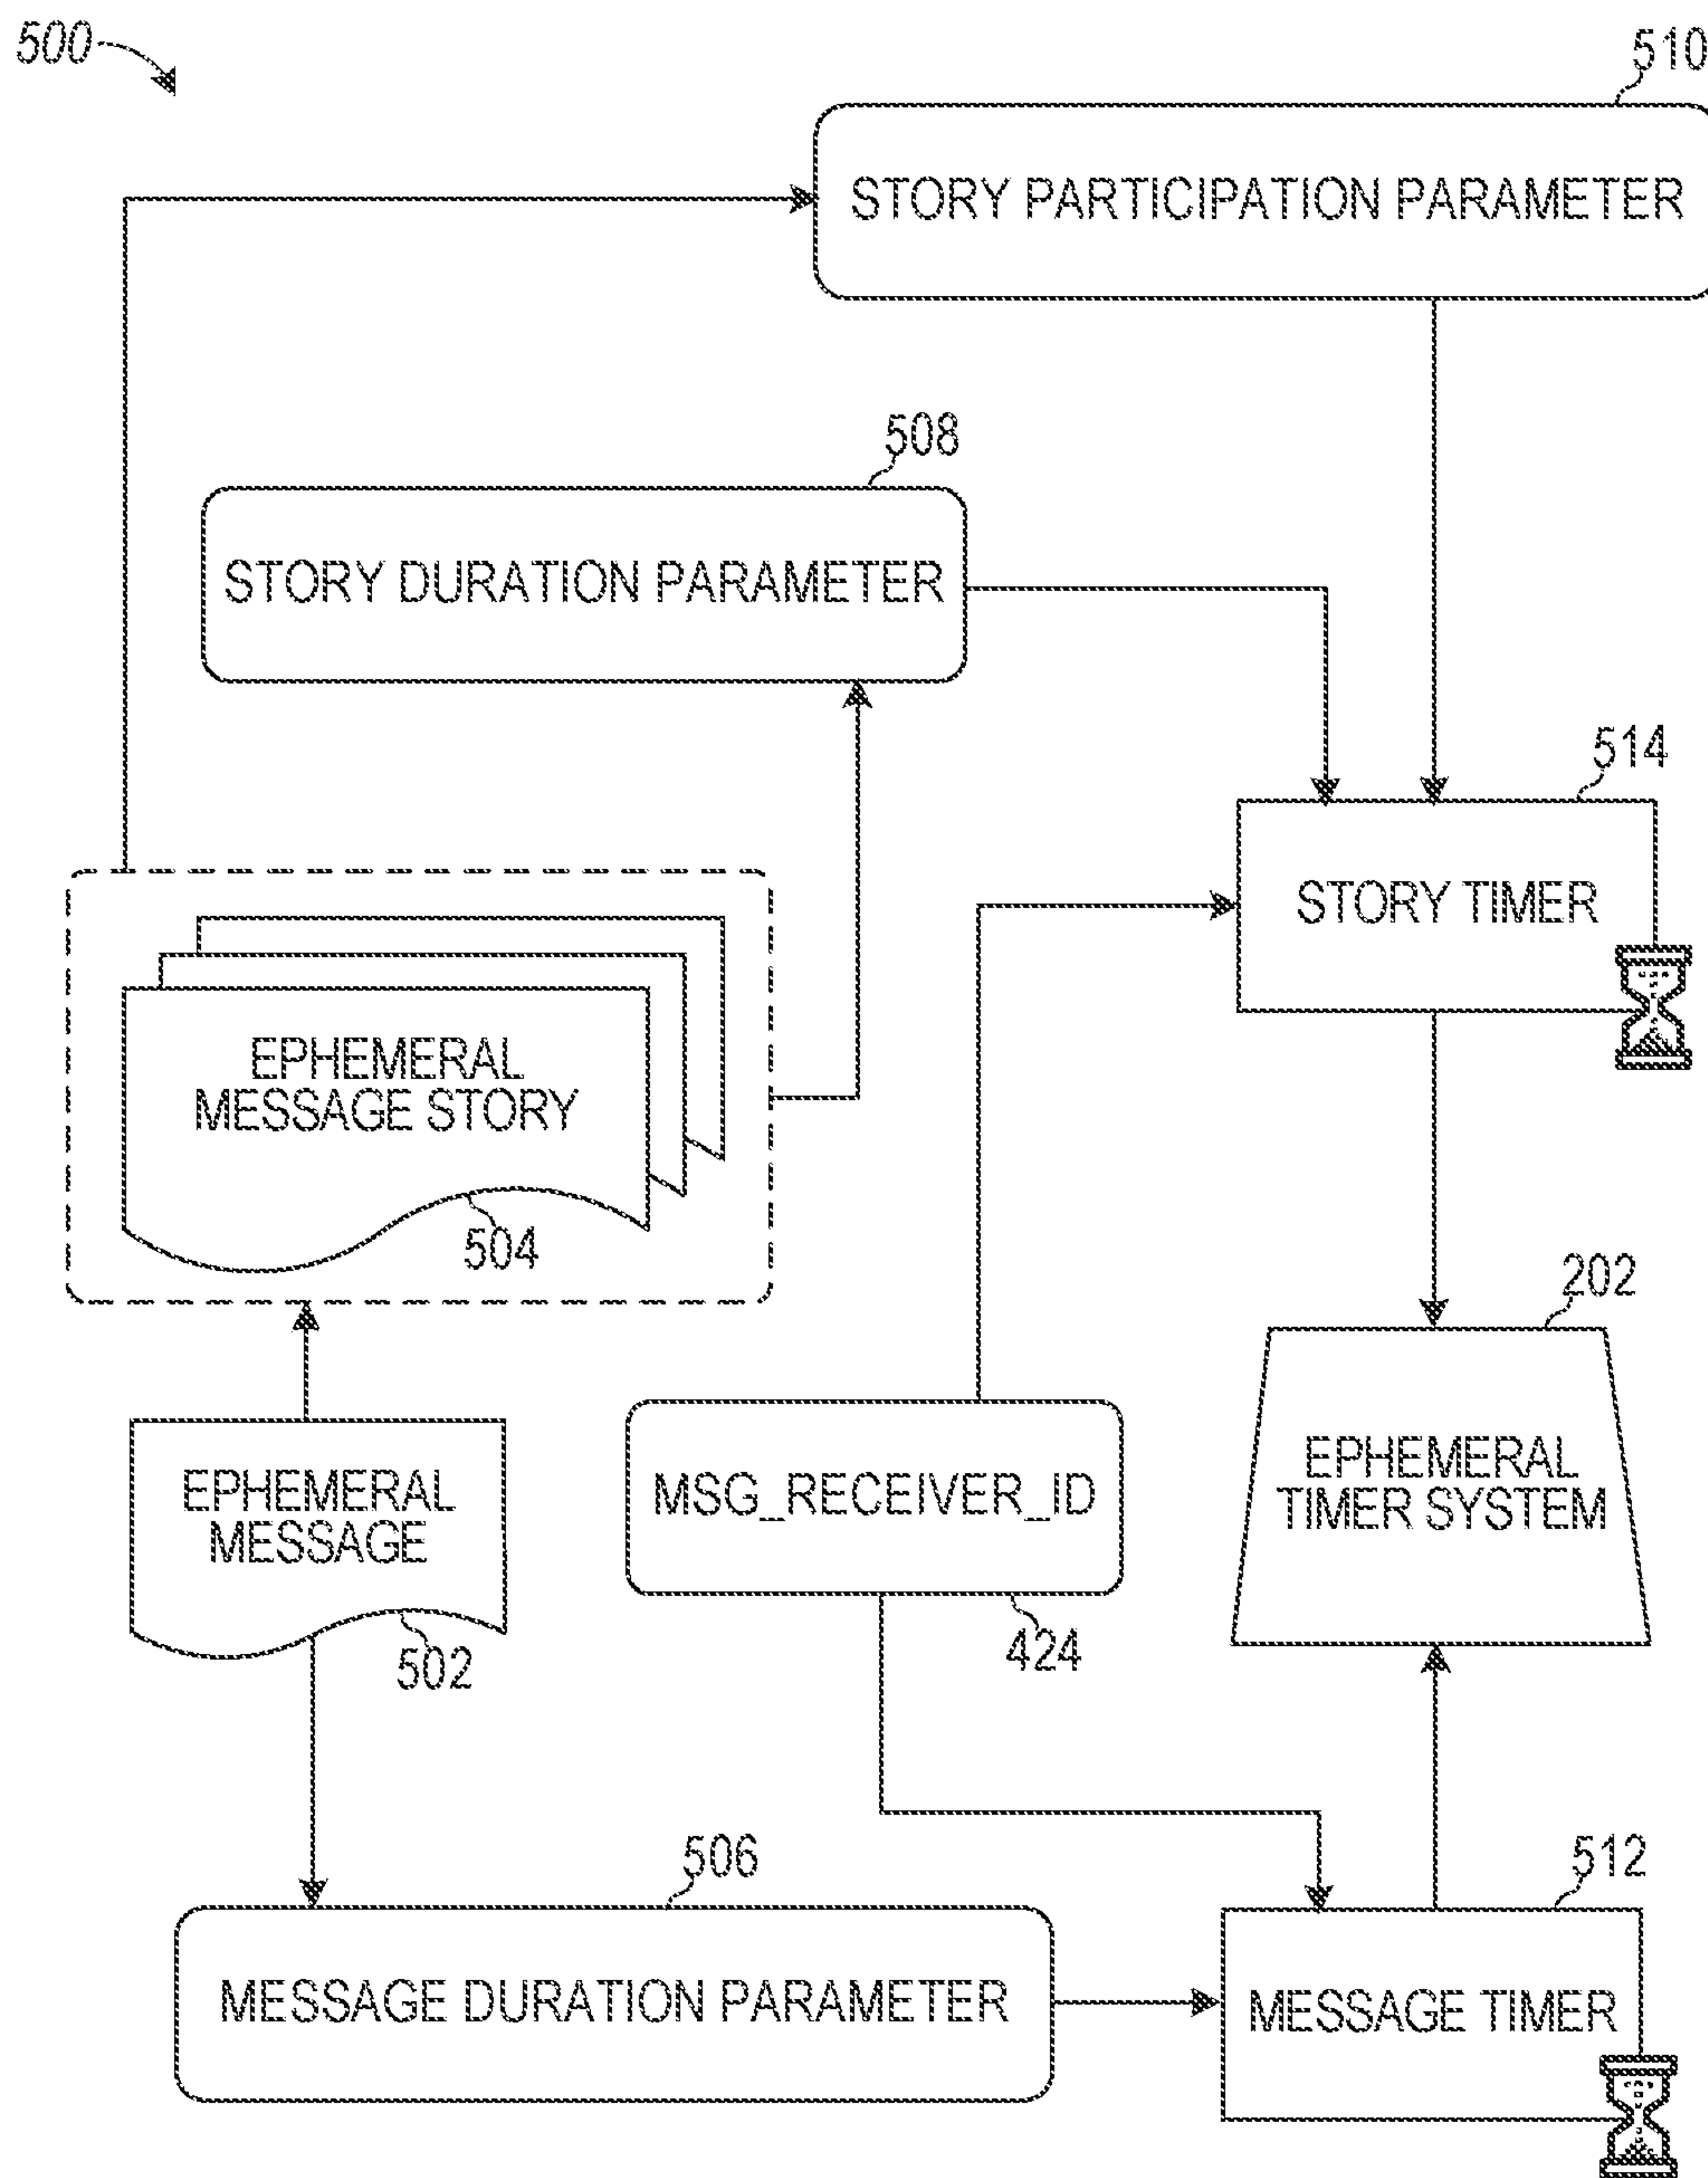 500
510
STORY PARTICIPATION PARAMETER
508
STORY DURATION PARAMETER
514
STORY TIMER
EPHEMERAL
MESSAGE STORY
504
202
EPHEMERAL
MESSAGE
502
MSG_RECEIVER_ID
424
EPHEMERAL
TIMER SYSTEM
506
MESSAGE DURATION PARAMETER
512
MESSAGE TIMER